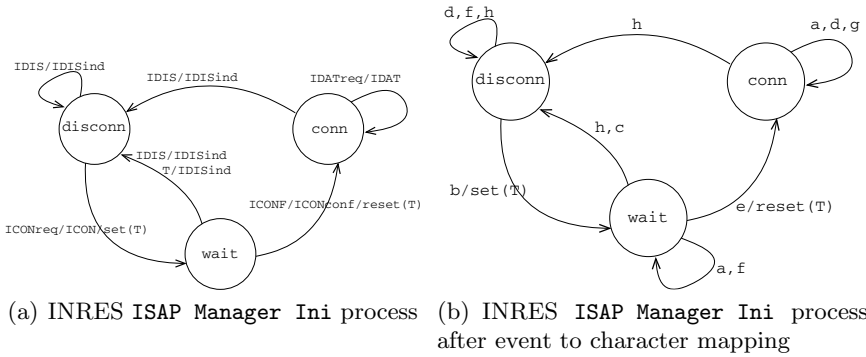 IDIS/IDISind
disconn
IDIS/IDISind
IDATreq/IDAT
conn
IDIS/IDISind
T/IDISind
ICONreq/ICON/set(T)
ICONF/ICONconf/reset(T)
wait
(a) INRES ISAP Manager Ini process
d,f,h
disconn
h
a,d,g
conn
h,c
b/set(T)
e/reset(T)
wait
a,f
(b) INRES ISAP Manager Ini process
after event to character mapping